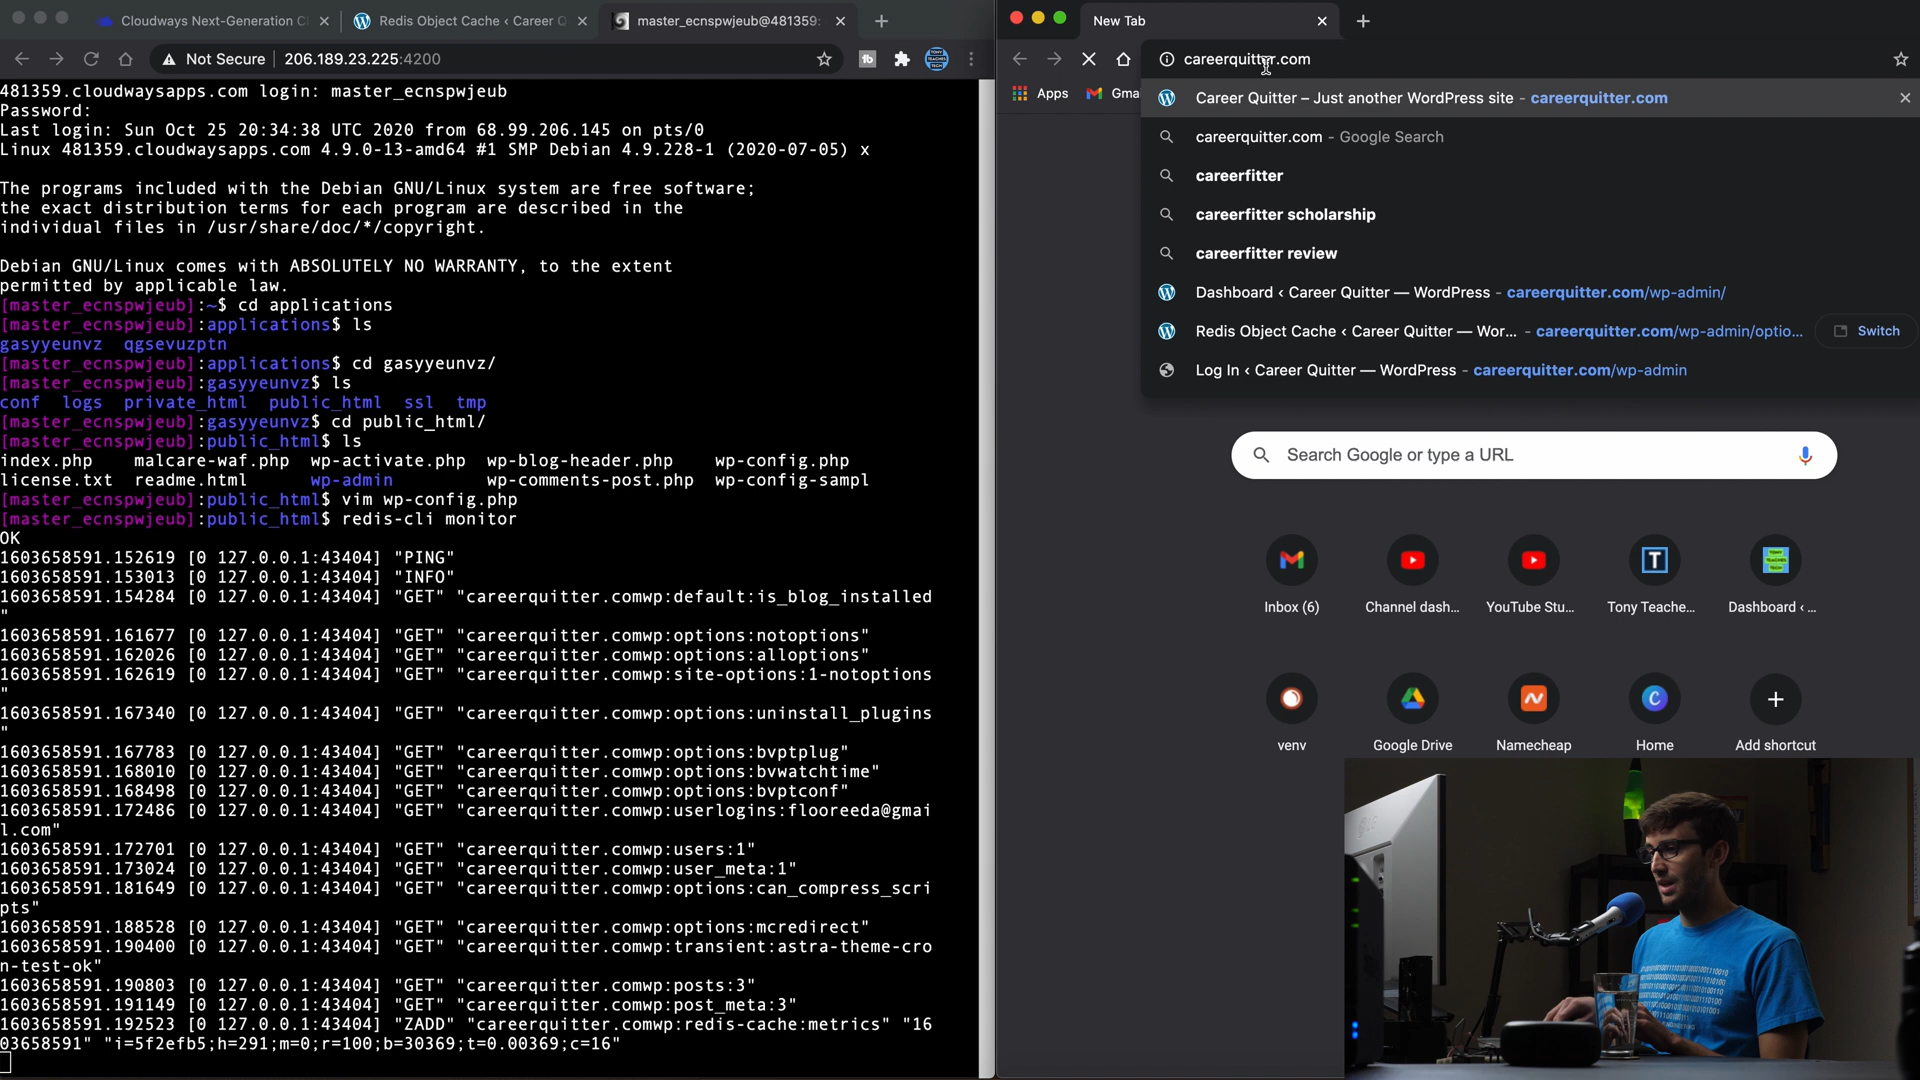 Cloudways Next-Generation Cl
Redis Object Cache ‹ Career Q
master_ecnspwjeub@481359:
Not Secure
206.189.23.225:4200
481359.cloudwaysapps.com login: master_ecnspwjeub
Password:
Last login: Sun Oct 25 20:34:38 UTC 2020 from 68.99.206.145 on pts/0
Linux 481359.cloudwaysapps.com 4.9.0-13-amd64 #1 SMP Debian 4.9.228-1 (2020-07-05) x
The programs included with the Debian GNU/Linux system are free software;
the exact distribution terms for each program are described in the
individual files in /usr/share/doc/*/copyright.
Debian GNU/Linux comes with ABSOLUTELY NO WARRANTY, to the extent
permitted by applicable law.
[master_ecnspwjeub]:~$ cd applications
[master_ecnspwjeub]:applications$ ls
gasyyeunvz qgsevuzptn
[master_ecnspwjeub]:applications$ cd gasyyeunvz/
[master_ecnspwjeub]:gasyyeunvz$ ls
conf logs private_html public_html ssl tmp
[master_ecnspwjeub]:gasyyeunvz$ cd public_html/
[master_ecnspwjeub]:public_html$ ls
index.php malcare-waf.php wp-activate.php wp-blog-header.php wp-config.php
license.txt readme.html wp-admin wp-comments-post.php wp-config-sampl
[master_ecnspwjeub]:public_html$ vim wp-config.php
[master_ecnspwjeub]:public_html$ redis-cli monitor
OK
1603658591.152619 [0 127.0.0.1:43404] "PING"
1603658591.153013 [0 127.0.0.1:43404] "INFO"
1603658591.154284 [0 127.0.0.1:43404] "GET" "careerquitter.comwp:default:is_blog_installed
"
1603658591.161677 [0 127.0.0.1:43404] "GET" "careerquitter.comwp:options:notoptions"
1603658591.162026 [0 127.0.0.1:43404] "GET" "careerquitter.comwp:options:alloptions"
1603658591.162619 [0 127.0.0.1:43404] "GET" "careerquitter.comwp:site-options:1-notoptions
"
1603658591.167340 [0 127.0.0.1:43404] "GET" "careerquitter.comwp:options:uninstall_plugins
"
1603658591.167783 [0 127.0.0.1:43404] "GET" "careerquitter.comwp:options:bvptplug"
1603658591.168010 [0 127.0.0.1:43404] "GET" "careerquitter.comwp:options:bvwatchtime"
1603658591.168498 [0 127.0.0.1:43404] "GET" "careerquitter.comwp:options:bvptconf"
1603658591.172486 [0 127.0.0.1:43404] "GET" "careerquitter.comwp:userlogins:flooreeda@gmai
l.com"
1603658591.172701 [0 127.0.0.1:43404] "GET" "careerquitter.comwp:users:1"
1603658591.173024 [0 127.0.0.1:43404] "GET" "careerquitter.comwp:user_meta:1"
1603658591.181649 [0 127.0.0.1:43404] "GET" "careerquitter.comwp:options:can_compress_scri
pts"
1603658591.188528 [0 127.0.0.1:43404] "GET" "careerquitter.comwp:options:mcredirect"
1603658591.190400 [0 127.0.0.1:43404] "GET" "careerquitter.comwp:transient:astra-theme-cro
n-test-ok"
1603658591.190803 [0 127.0.0.1:43404] "GET" "careerquitter.comwp:posts:3"
1603658591.191149 [0 127.0.0.1:43404] "GET" "careerquitter.comwp:post_meta:3"
1603658591.192523 [0 127.0.0.1:43404] "ZADD" "careerquitter.comwp:redis-cache:metrics" "16
03658591" "i=5f2efb5;h=291;m=0;r=100;b=30369;t=0.00369;c=16"
New Tab
careerquitter.com
Apps
Gma
Career Quitter – Just another WordPress site - careerquitter.com
careerquitter.com - Google Search
careerfitter
careerfitter scholarship
careerfitter review
Dashboard ‹ Career Quitter — WordPress - careerquitter.com/wp-admin/
Redis Object Cache ‹ Career Quitter — Wor... - careerquitter.com/wp-admin/optio... Switch
Log In ‹ Career Quitter — WordPress - careerquitter.com/wp-admin
Search Google or type a URL
Inbox (6)
Channel dash...
YouTube Stu...
Tony Teache...
Dashboard ‹ ...
venv
Google Drive
Namecheap
Home
Add shortcut